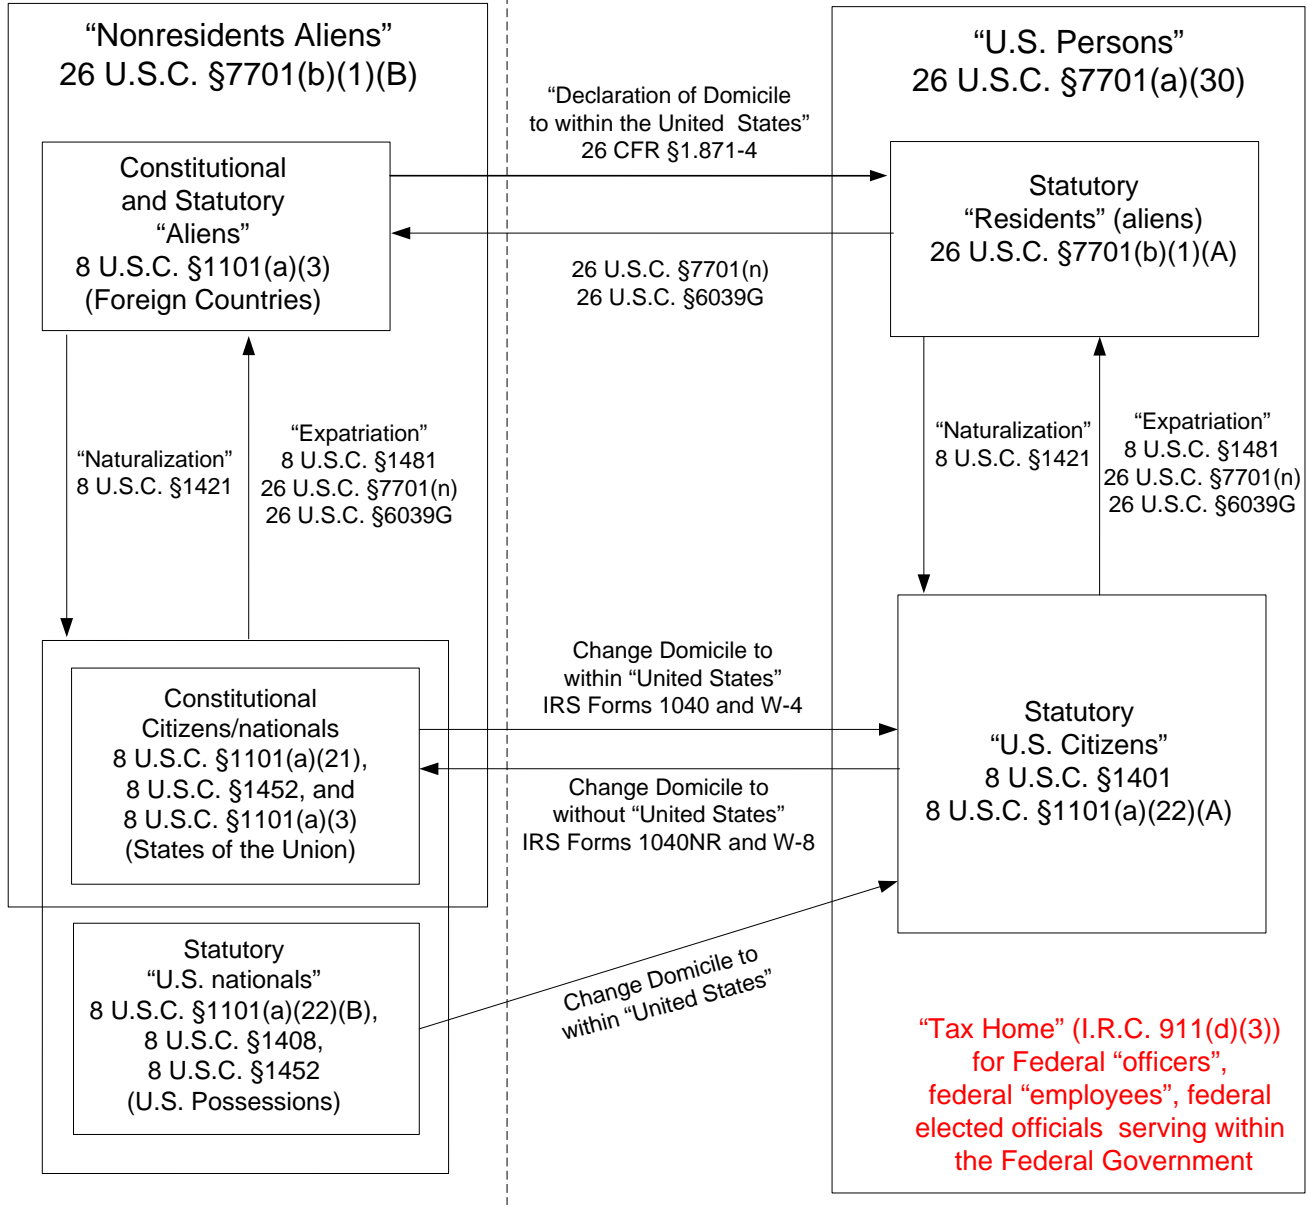 “Nonresidents Aliens”
26 U.S.C. §7701(b)(1)(B)
“U.S. Persons”
26 U.S.C. §7701(a)(30)
“Declaration of Domicile
to within the United  States”
26 CFR §1.871-4
Constitutional
and Statutory
“Aliens”
8 U.S.C. §1101(a)(3)
(Foreign Countries)
Statutory
“Residents” (aliens)
26 U.S.C. §7701(b)(1)(A)
26 U.S.C. §7701(n)
26 U.S.C. §6039G
“Naturalization”
8 U.S.C. §1421
“Expatriation”
8 U.S.C. §1481
26 U.S.C. §7701(n)
26 U.S.C. §6039G
“Naturalization”
8 U.S.C. §1421
“Expatriation”
8 U.S.C. §1481
26 U.S.C. §7701(n)
26 U.S.C. §6039G
Change Domicile to
within “United States”
IRS Forms 1040 and W-4
Constitutional
Citizens/nationals
8 U.S.C. §1101(a)(21),
8 U.S.C. §1452, and
8 U.S.C. §1101(a)(3)
(States of the Union)
Statutory
“U.S. Citizens”
8 U.S.C. §1401
8 U.S.C. §1101(a)(22)(A)
Change Domicile to
without “United States”
IRS Forms 1040NR and W-8
Statutory
“U.S. nationals”
8 U.S.C. §1101(a)(22)(B),
8 U.S.C. §1408,
8 U.S.C. §1452
(U.S. Possessions)
Change Domicile to
within “United States”
“Tax Home” (I.R.C. 911(d)(3))
for Federal “officers”,
federal “employees”, federal
elected officials  serving within
the Federal Government